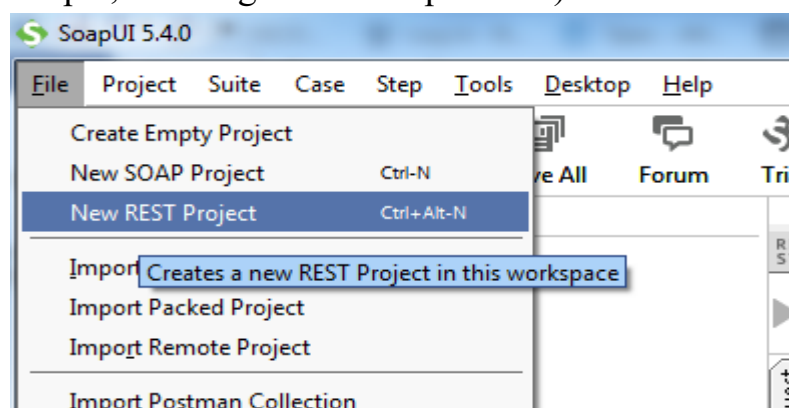 SoapUI 5.4.0
File Project Suite Case Step Tools Desktop Help
Create Empty Project
New SOAP Project Ctrl-N
ve All Forum Tri
New REST Project Ctrl+Alt-N
Import
Creates a new REST Project in this workspace
Import Packed Project
Import Remote Project
Import Postman Collection